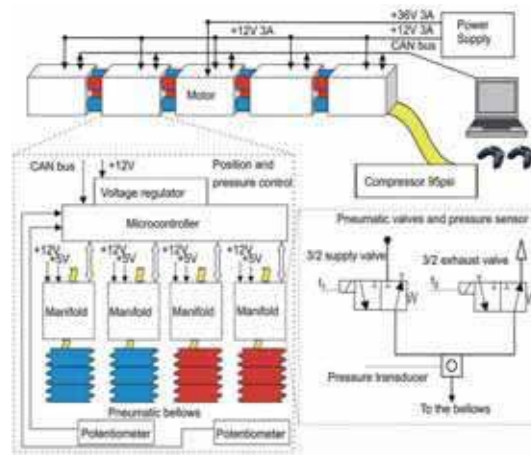 +36V 3A
+12V 3A
+12V 3A
CAN bus
Power
Supply
Motor
CAN bus
+12V
Position and
pressure control
Voltage regulator
Microcontroller
Compressor 95psi
Pneumatic valves and pressure sensor
+12V
+5V
+12V
+5V
+12V
+5V
+12V
+5V
3/2 supply valve
3/2 exhaust valve
Manifold
Manifold
Manifold
Manifold
Pressure transducer
To the bellows
Pneumatic bellows
Potentiometer
Potentiometer